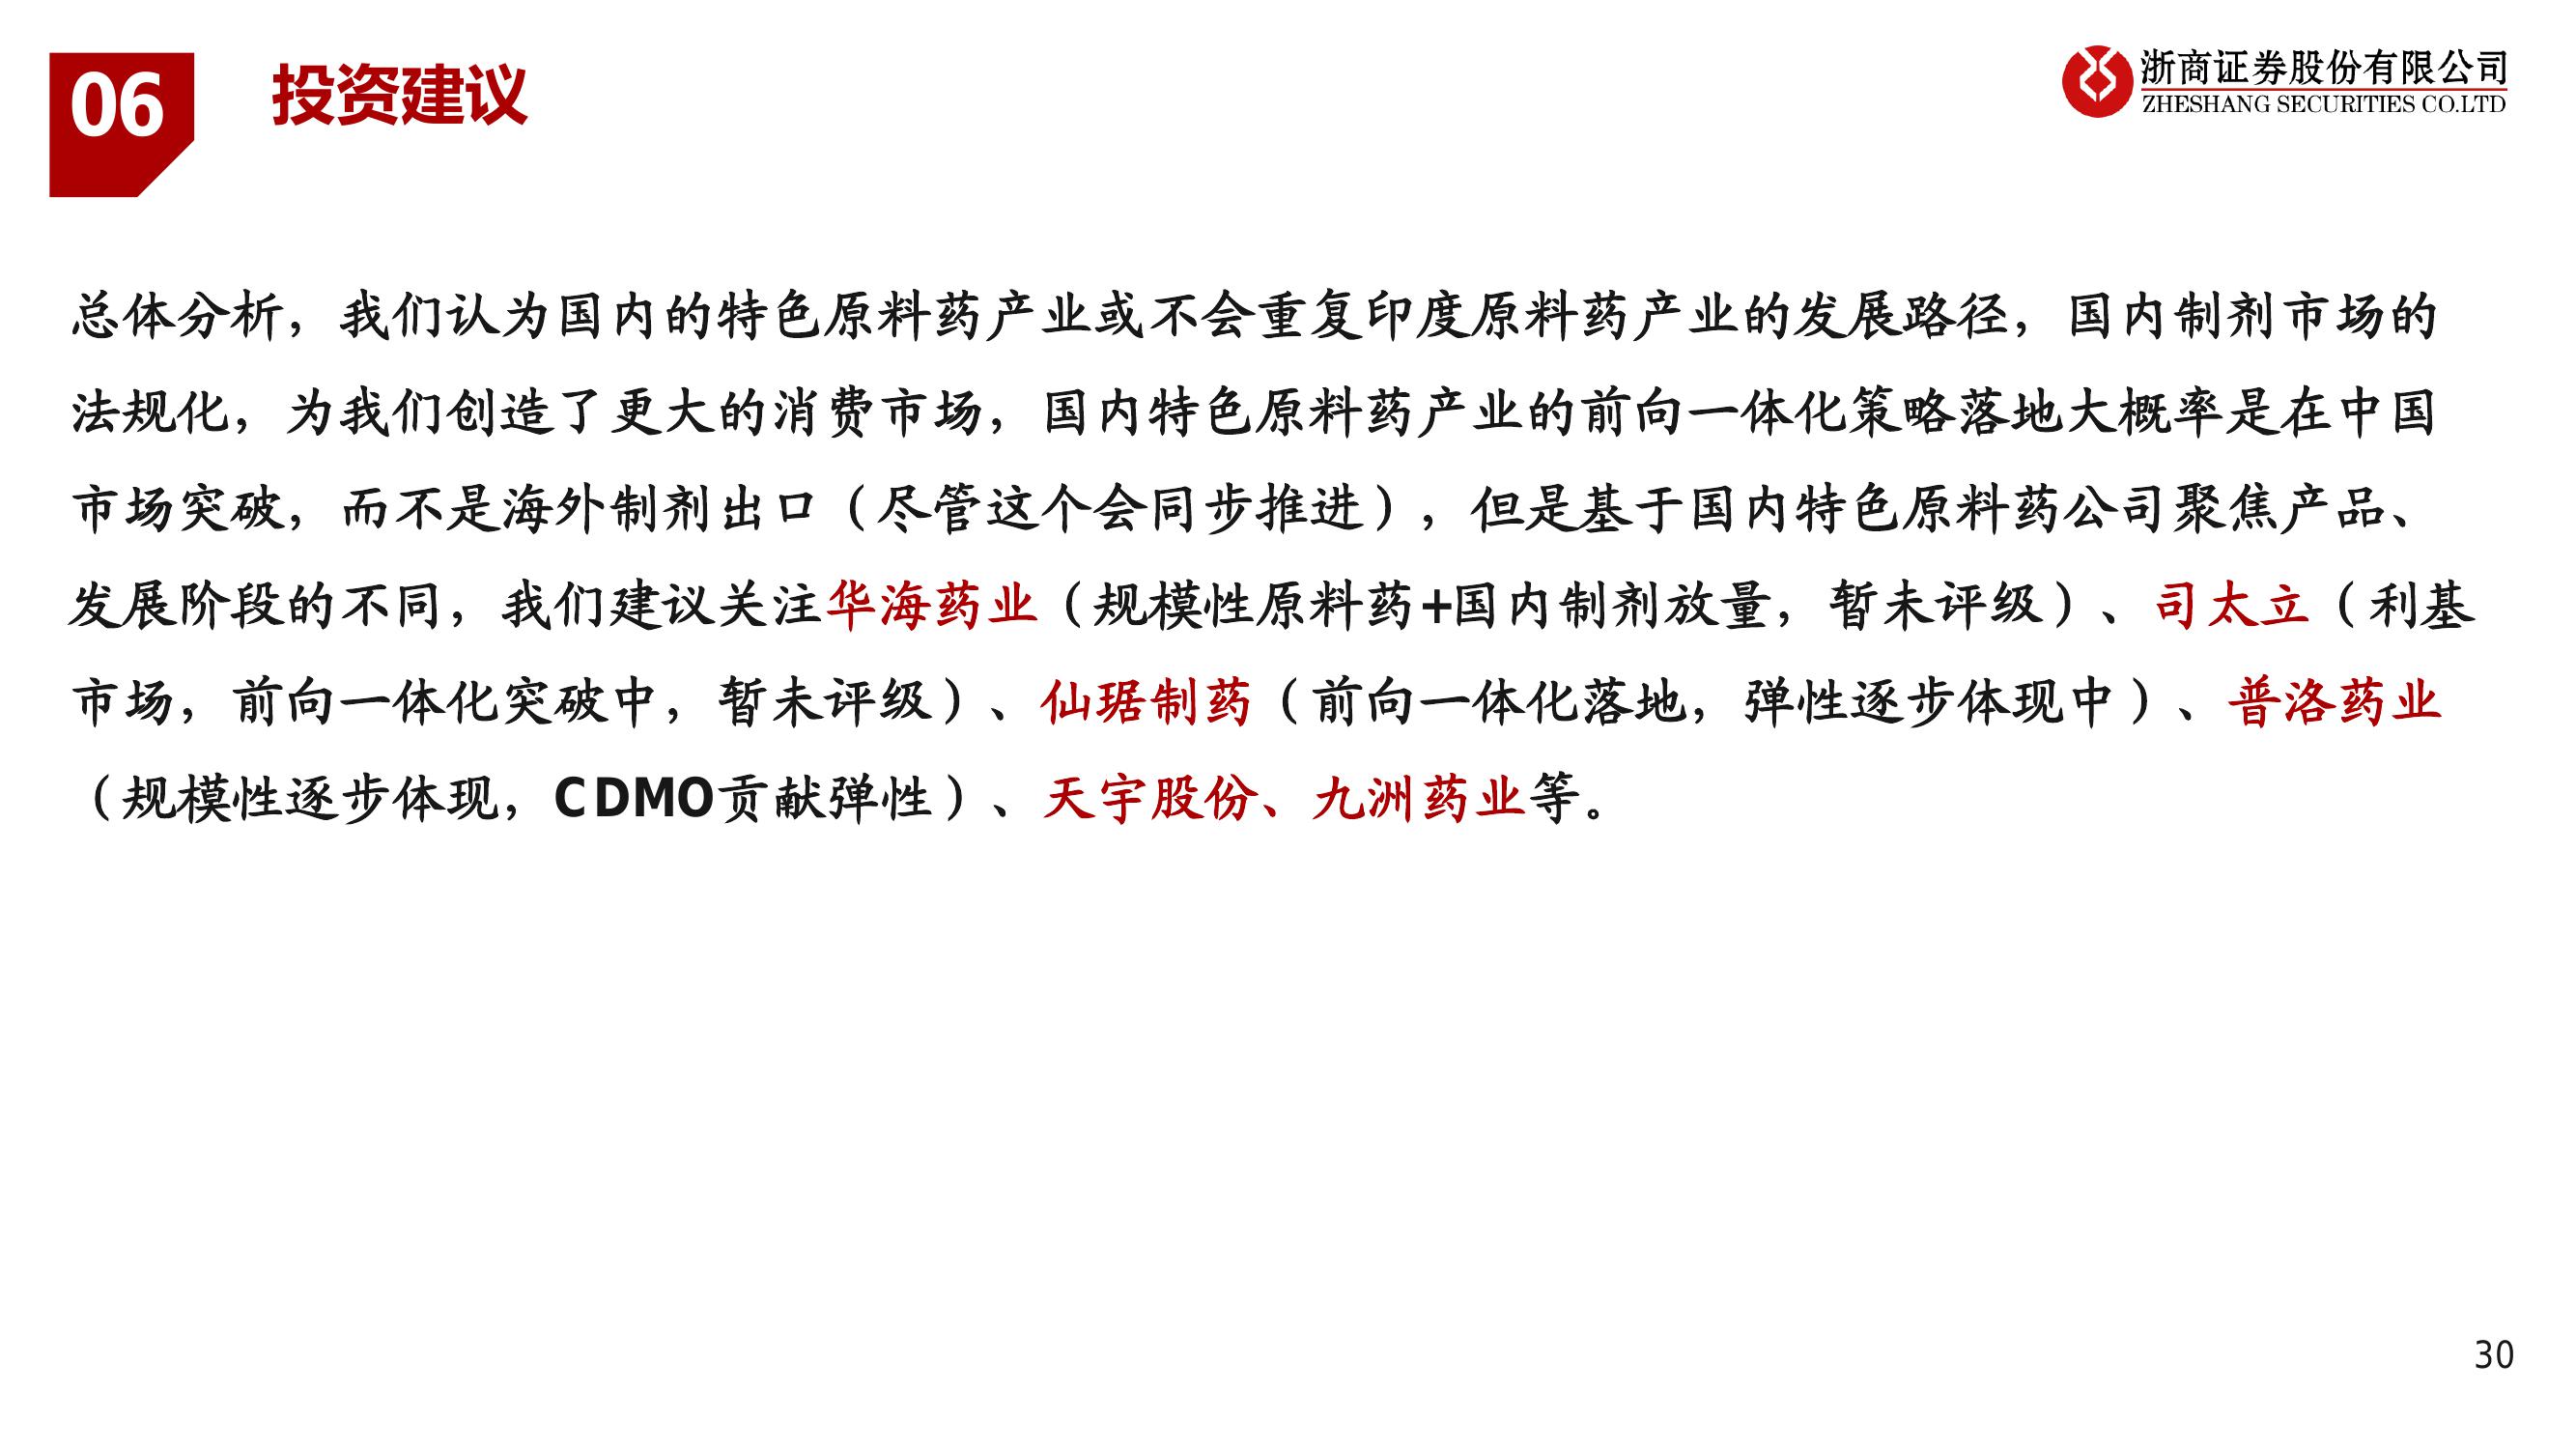 06
投资建议
浙商证券股份有限公司
ZHESHANG SECURITIES CO.LTD
总体分析，我们认为国内的特色原料药产业或不会重复印度原料药产业的发展路径，国内制剂市场的
法规化，为我们创造了更大的消费市场，国内特色原料药产业的前向一体化策略落地大概率是在中国
市场突破，而不是海外制剂出口（尽管这个会同步推进），但是基于国内特色原料药公司聚焦产品、
发展阶段的不同，我们建议关注华海药业（规模性原料药+国内制剂放量，暂未评级）、司太立（利基
市场，前向一体化突破中，暂未评级）、仙琚制药（前向一体化落地，弹性逐步体现中）、普洛药业
（规模性逐步体现，CDMO贡献弹性）、天宇股份、九洲药业等。
30